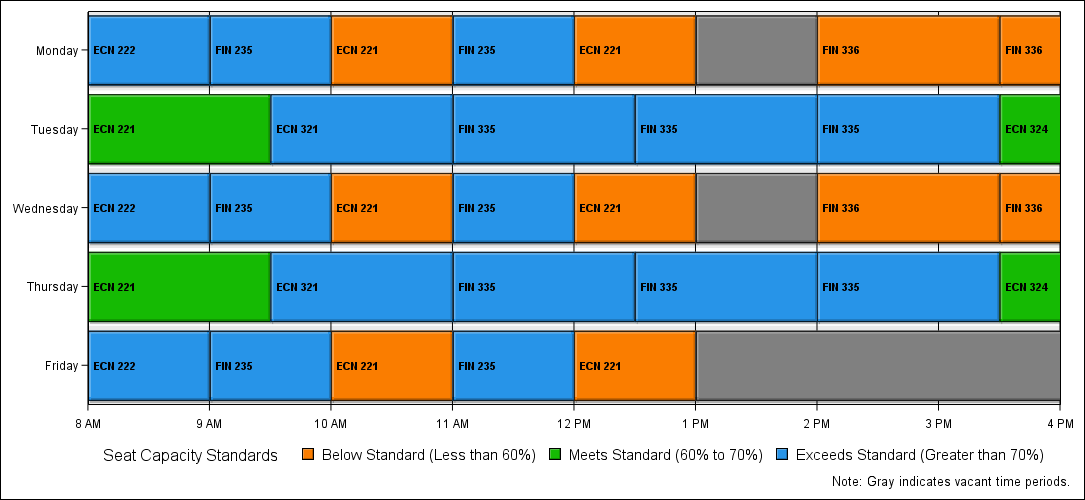 Monday ECN 222 FIN 235 ECN 221 FIN 235 ECN 221 FIN 336 FIN 336
Tuesday ECN 221 ECN 321 FIN 335 FIN 335 FIN 335 ECN 324
Wednesday ECN 222 FIN 235 ECN 221 FIN 235 ECN 221 FIN 336 FIN 336
Thursday ECN 221 ECN 321 FIN 335 FIN 335 FIN 335 ECN 324
Friday ECN 222 FIN 235 ECN 221 FIN 235 ECN 221
8 AM 9 AM 10 AM 11 AM 12 PM 1 PM 2 PM 3 PM 4 PM
Seat Capacity Standards Below Standard (Less than 60%) Meets Standard (60% to 70%) Exceeds Standard (Greater than 70%)
Note: Gray indicates vacant time periods.